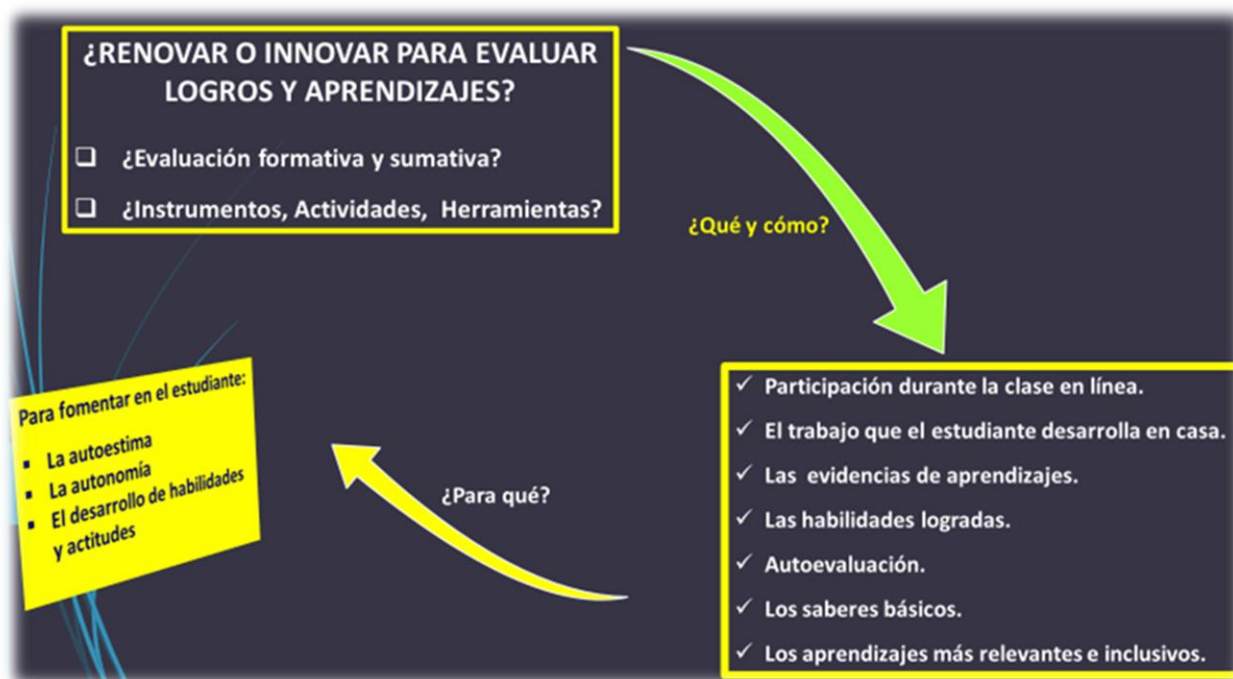 ¿RENOVAR O INNOVAR PARA EVALUAR
LOGROS Y APRENDIZAJES?
❑ ¿Evaluación formativa y sumativa?
❑ ¿Instrumentos, Actividades, Herramientas?
¿Qué y cómo?
✓ Participación durante la clase en línea.
✓ El trabajo que el estudiante desarrolla en casa.
✓ Las evidencias de aprendizajes.
✓ Las habilidades logradas.
✓ Autoevaluación.
✓ Los saberes básicos.
✓ Los aprendizajes más relevantes e inclusivos.
¿Para qué?
Para fomentar en el estudiante:
▪ La autoestima
▪ La autonomía
▪ El desarrollo de habilidades
y actitudes